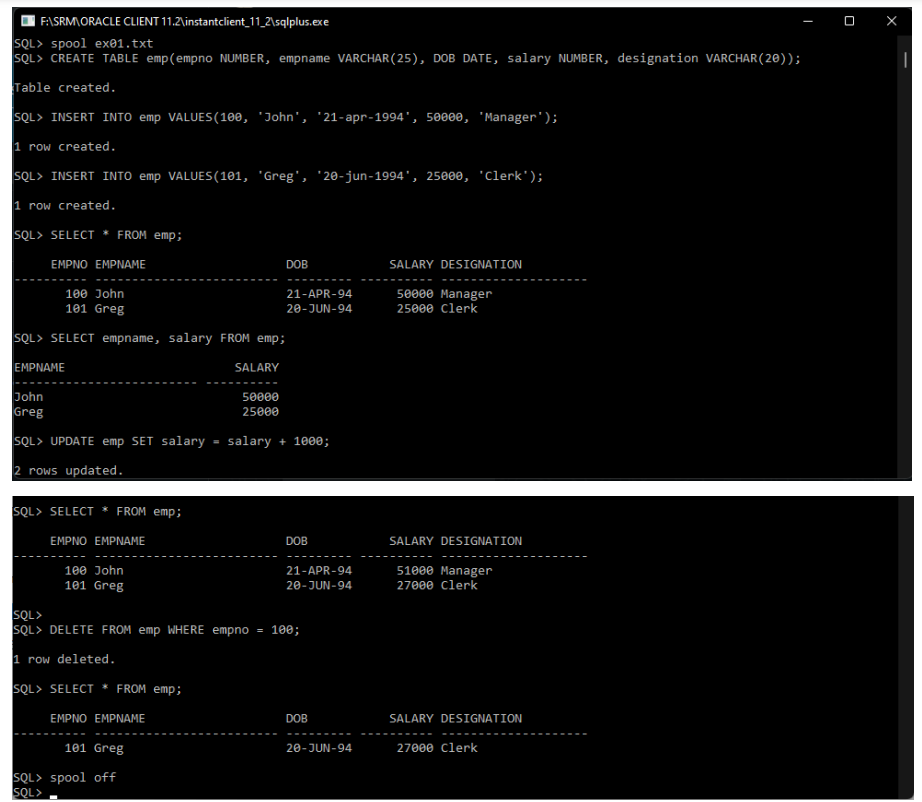 F:\SRM\ORACLE CLIENT 11.2\instantclient_11_2\sqlplus.exe
SQL> spool ex01.txt
SQL> CREATE TABLE emp(empno NUMBER, empname VARCHAR(25), DOB DATE, salary NUMBER, designation VARCHAR(20));
Table created.
SQL> INSERT INTO emp VALUES(100, 'John', '21-apr-1994', 50000, 'Manager');
1 row created.
SQL> INSERT INTO emp VALUES(101, 'Greg', '20-jun-1994', 25000, 'Clerk');
1 row created.
SQL> SELECT * FROM emp;
     EMPNO EMPNAME                   DOB           SALARY DESIGNATION
---------- ------------------------- --------- ---------- --------------------
       100 John                      21-APR-94      50000 Manager
       101 Greg                      20-JUN-94      25000 Clerk
SQL> SELECT empname, salary FROM emp;
EMPNAME                       SALARY
------------------------- ----------
John                           50000
Greg                           25000
SQL> UPDATE emp SET salary = salary + 1000;
2 rows updated.
SQL> SELECT * FROM emp;
     EMPNO EMPNAME                   DOB           SALARY DESIGNATION
---------- ------------------------- --------- ---------- --------------------
       100 John                      21-APR-94      51000 Manager
       101 Greg                      20-JUN-94      27000 Clerk
SQL>
SQL> DELETE FROM emp WHERE empno = 100;
1 row deleted.
SQL> SELECT * FROM emp;
     EMPNO EMPNAME                   DOB           SALARY DESIGNATION
---------- ------------------------- --------- ---------- --------------------
       101 Greg                      20-JUN-94      27000 Clerk
SQL> spool off
SQL>